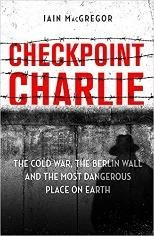 IAIN MACGREGOR
CHECKPOINT
CHARLIE
THE COLD WAR, THE BERLIN WALL
AND THE MOST DANGEROUS
PLACE ON EARTH